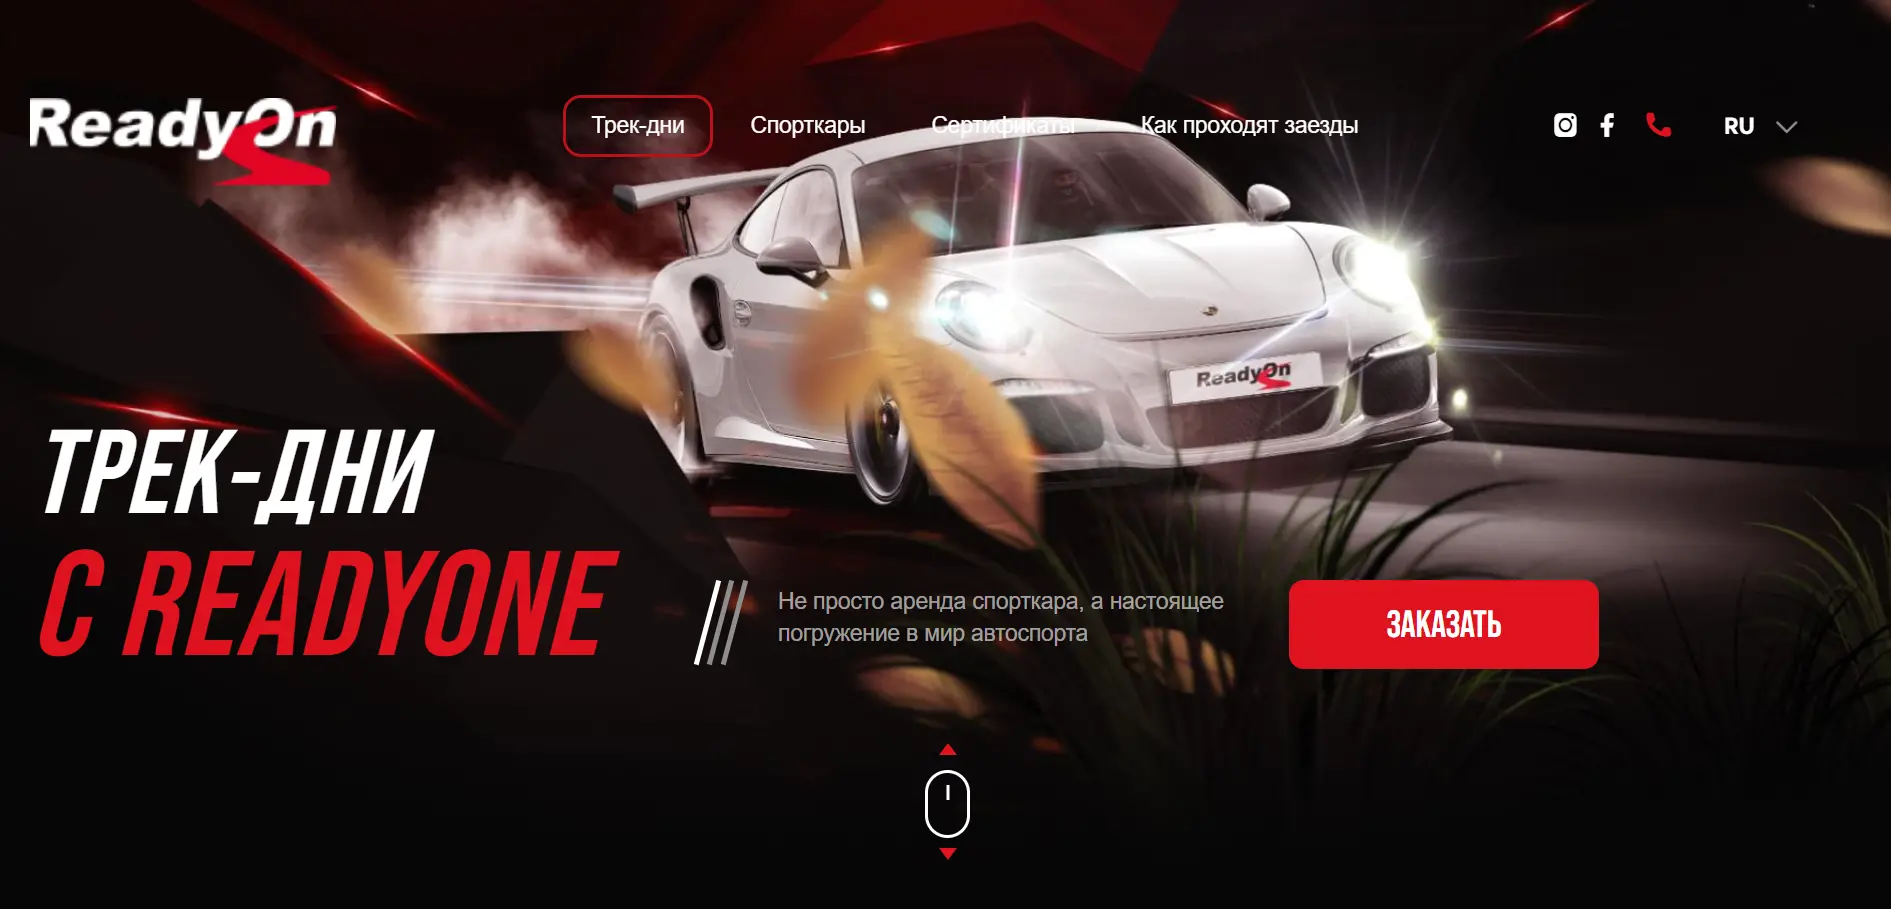 ReadyOn
Трек-дни
Спорткары
Сертификаты
Как проходят заезды
RU
ReadyOn
ТРЕК-ДНИ
С READYONE
Не просто аренда спорткара, а настоящее
погружение в мир автоспорта
ЗАКАЗАТЬ